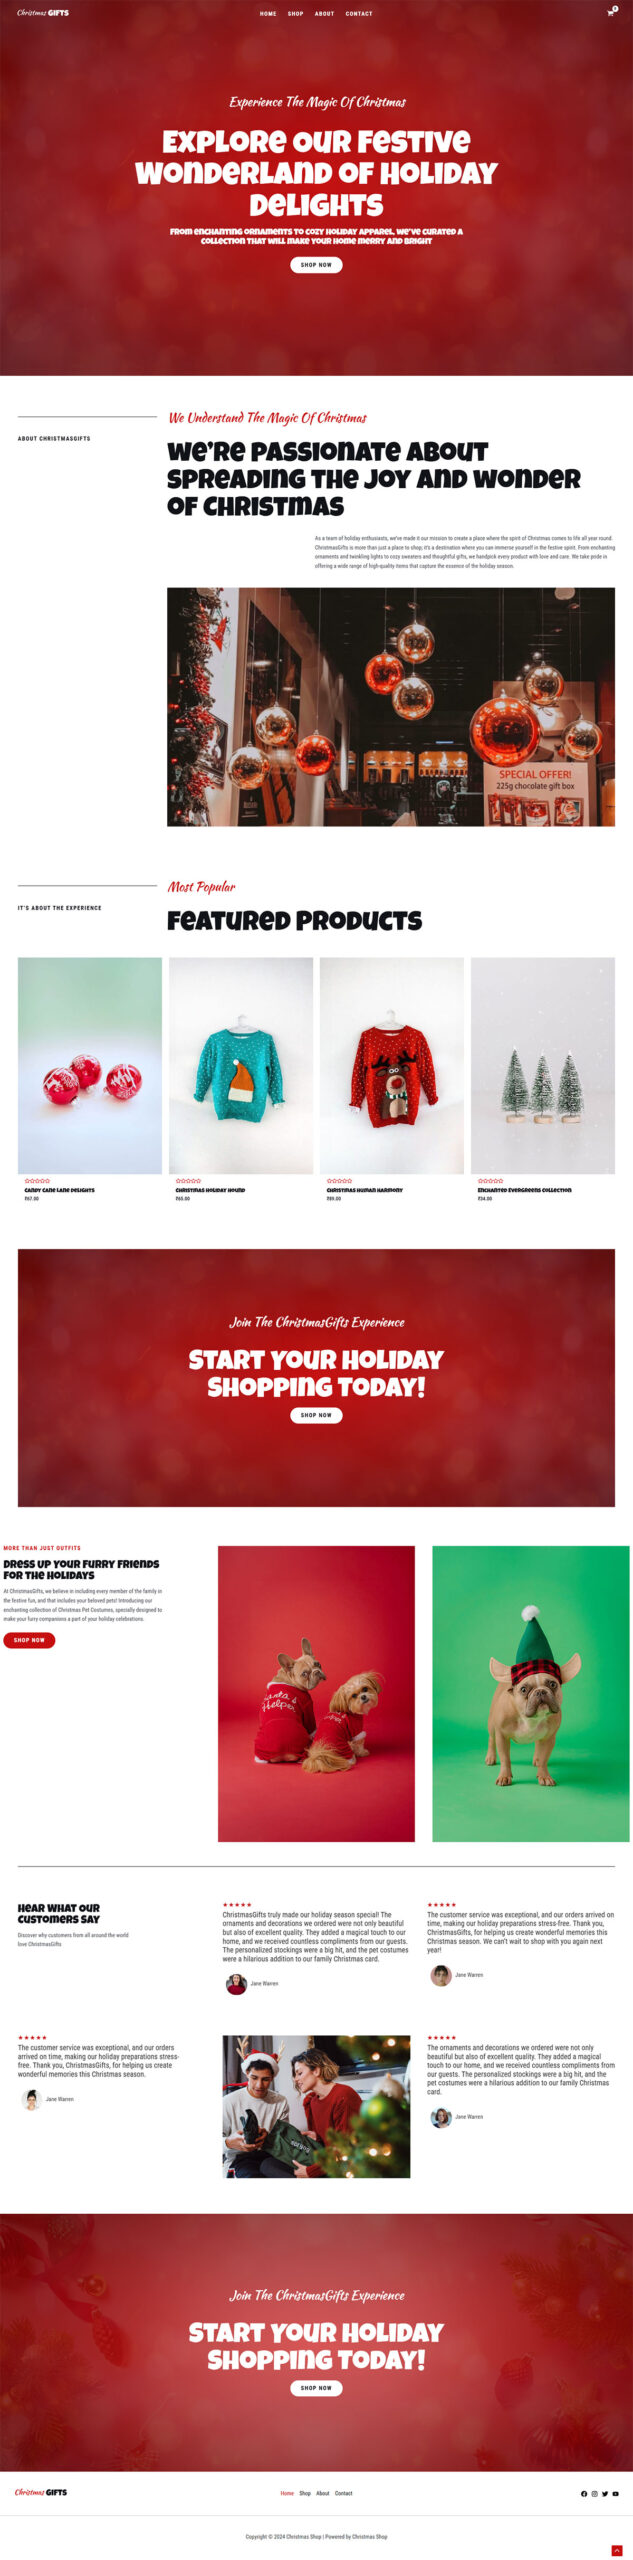 Christmas GIFTS
HOME SHOP ABOUT CONTACT
0
Experience The Magic Of Christmas
Explore our Festive
Wonderland of Holiday
Delights
From enchanting ornaments to cozy holiday apparel, we've curated a
collection that will make your home merry and bright
SHOP NOW
ABOUT CHRISTMASGIFTS
We Understand The Magic Of Christmas
We're passionate about
spreading the joy and wonder
of Christmas
As a team of holiday enthusiasts, we've made it our mission to create a place where the spirit of Christmas comes to life all year round.
ChristmasGifts is more than just a place to shop; it's a destination where you can immerse yourself in the festive spirit. From enchanting
ornaments and twinkling lights to cozy sweaters and thoughtful gifts, we handpick every product with love and care. We take pride in
offering a wide range of high-quality items that capture the essence of the holiday season.
SPECIAL OFFER!
225g chocolate gift box
IT'S ABOUT THE EXPERIENCE
Most Popular
Featured Products
Candy Cane Lane Delights
₹67.00
Christmas Holiday Hound
₹65.00
Christmas Human Harmony
₹89.00
Enchanted Evergreens Collection
₹34.00
Join The ChristmasGifts Experience
Start your holiday
shopping today!
SHOP NOW
MORE THAN JUST OUTFITS
Dress Up Your Furry Friends
for the Holidays
At ChristmasGifts, we believe in including every member of the family in
the festive fun, and that includes your beloved pets! Introducing our
enchanting collection of Christmas Pet Costumes, specially designed to
make your furry companions a part of your holiday celebrations.
SHOP NOW
Santa's
Helper
Hear What Our
Customers Say
Discover why customers from all around the world
love ChristmasGifts
ChristmasGifts truly made our holiday season special! The
ornaments and decorations we ordered were not only beautiful
but also of excellent quality. They added a magical touch to our
home, and we received countless compliments from our guests.
The personalized stockings were a big hit, and the pet costumes
were a hilarious addition to our family Christmas card.
Jane Warren
The customer service was exceptional, and our orders arrived on
time, making our holiday preparations stress-free. Thank you,
ChristmasGifts, for helping us create wonderful memories this
Christmas season. We can't wait to shop with you again next
year!
Jane Warren
The customer service was exceptional, and our orders
arrived on time, making our holiday preparations stress-
free. Thank you, ChristmasGifts, for helping us create
wonderful memories this Christmas season.
Jane Warren
The ornaments and decorations we ordered were not only
beautiful but also of excellent quality. They added a magical
touch to our home, and we received countless compliments from
our guests. The personalized stockings were a big hit, and the
pet costumes were a hilarious addition to our family Christmas
card.
Jane Warren
Join The ChristmasGifts Experience
Start your holiday
shopping today!
SHOP NOW
Christmas GIFTS
Home Shop About Contact
Copyright © 2024 Christmas Shop | Powered by Christmas Shop